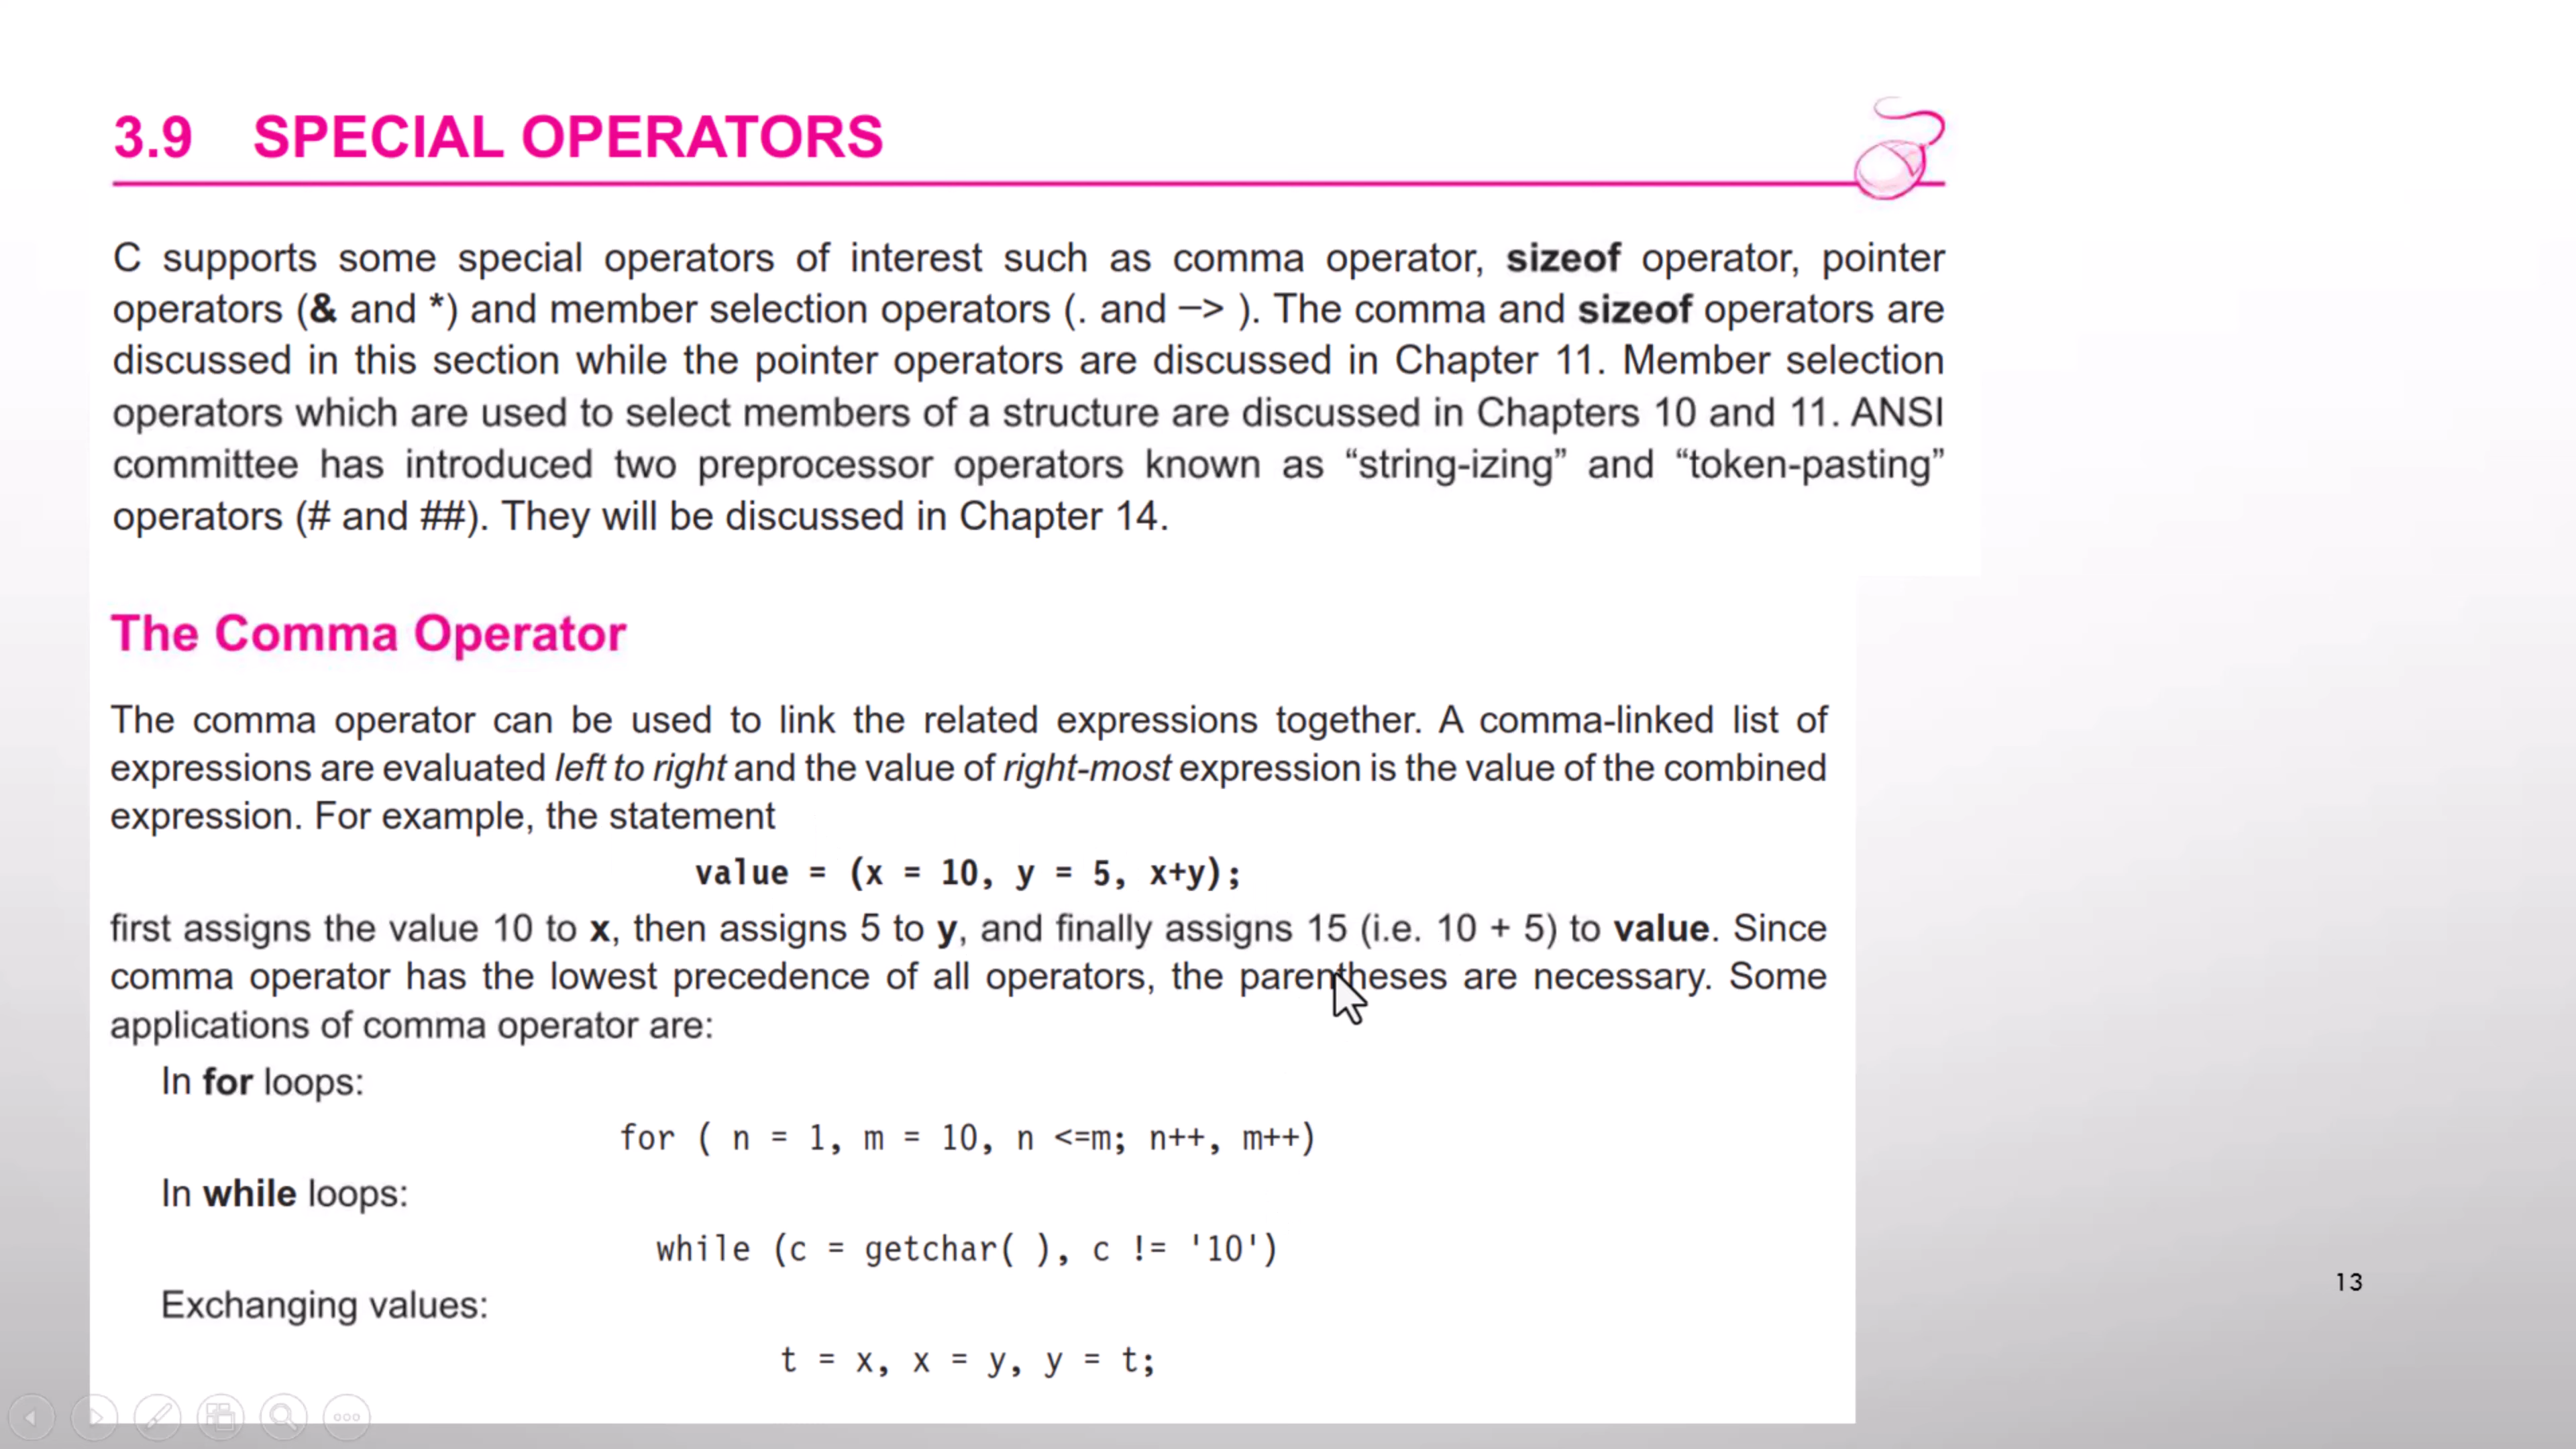 3.9 SPECIAL OPERATORS
C supports some special operators of interest such as comma operator, sizeof operator, pointer
operators (& and *) and member selection operators (. and –> ). The comma and sizeof operators are
discussed in this section while the pointer operators are discussed in Chapter 11. Member selection
operators which are used to select members of a structure are discussed in Chapters 10 and 11. ANSI
committee has introduced two preprocessor operators known as “string-izing” and “token-pasting”
operators (# and ##). They will be discussed in Chapter 14.
The Comma Operator
The comma operator can be used to link the related expressions together. A comma-linked list of
expressions are evaluated left to right and the value of right-most expression is the value of the combined
expression. For example, the statement
value = (x = 10, y = 5, x+y);
first assigns the value 10 to x, then assigns 5 to y, and finally assigns 15 (i.e. 10 + 5) to value. Since
comma operator has the lowest precedence of all operators, the parentheses are necessary. Some
applications of comma operator are:
In for loops:
for ( n = 1, m = 10, n <=m; n++, m++)
In while loops:
while (c = getchar( ), c != '10')
Exchanging values:
t = x, x = y, y = t;
13